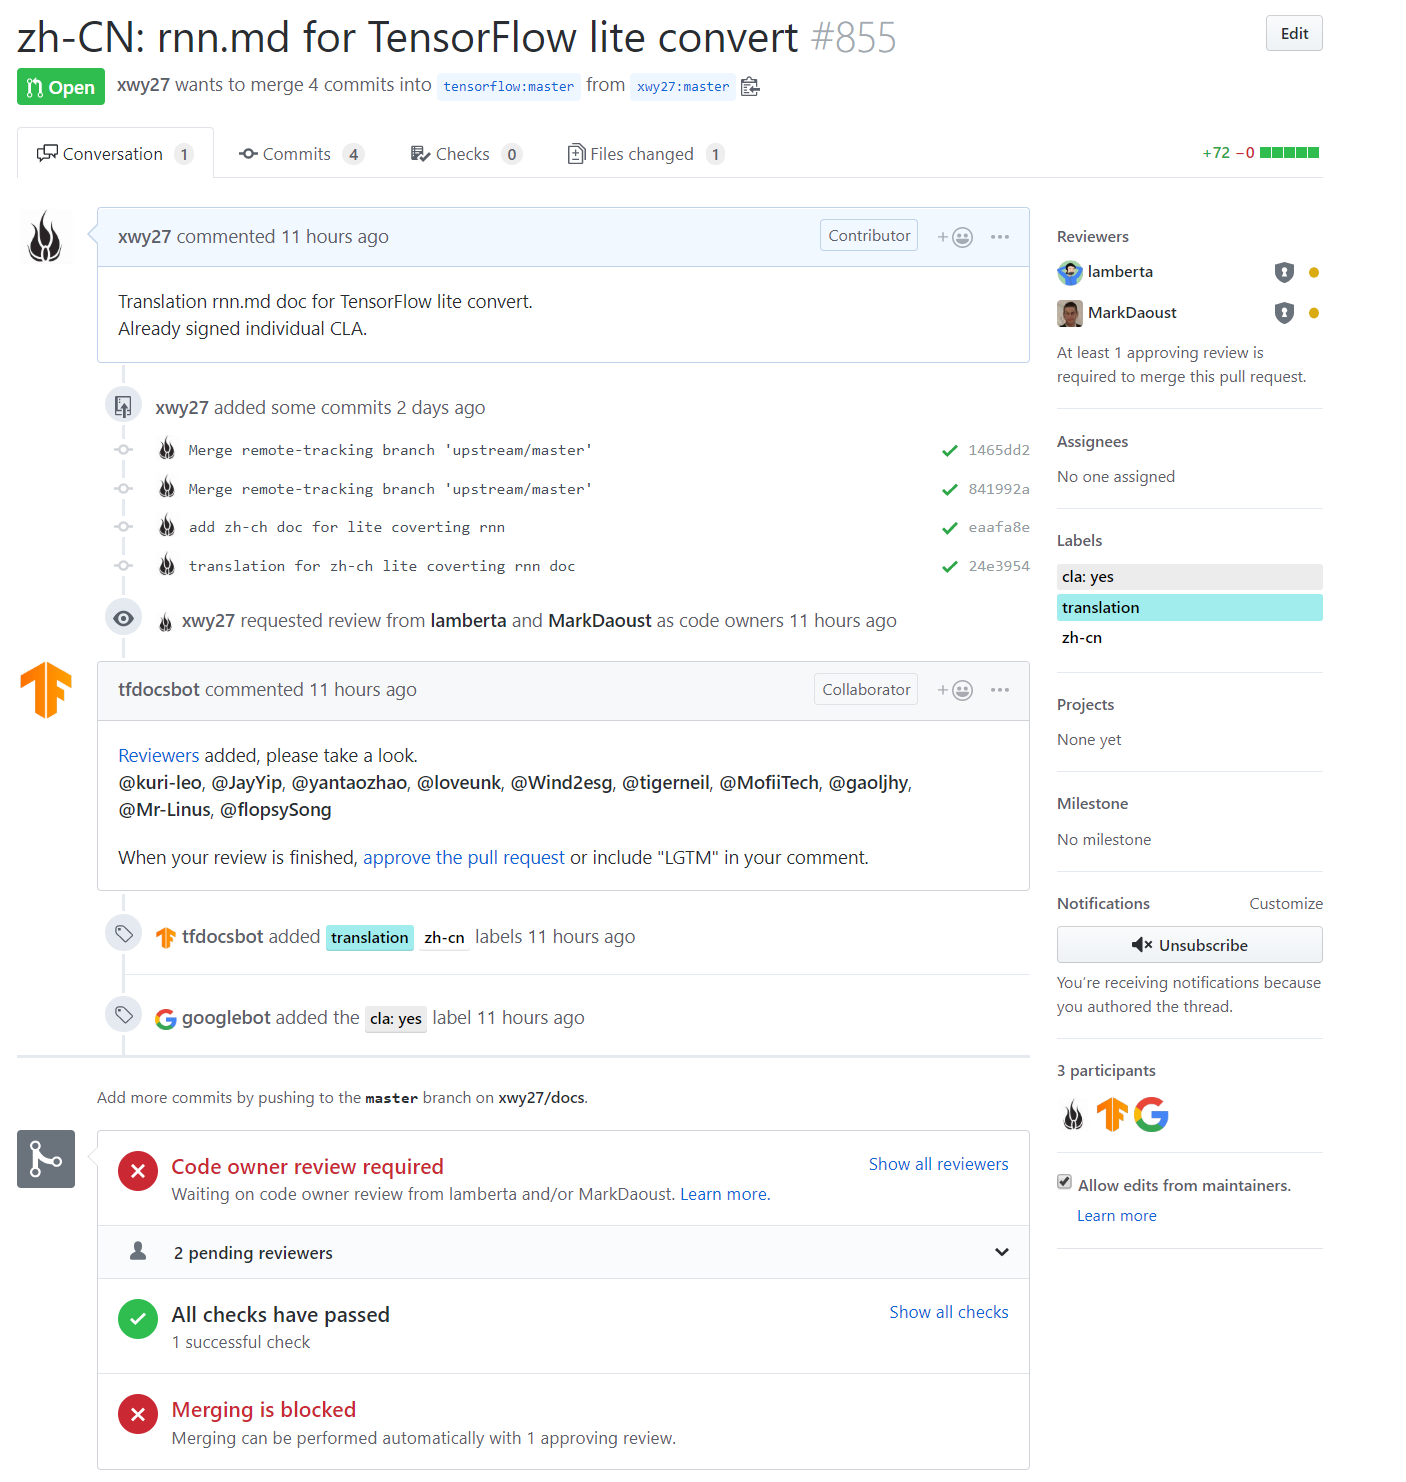 zh-CN: rnn.md for TensorFlow lite convert #855
Edit
Open
xwy27 wants to merge 4 commits into tensorflow:master from xwy27:master
Conversation 1
Commits 4
Checks 0
Files changed 1
+72 −0
xwy27 commented 11 hours ago
Contributor
Translation rnn.md doc for TensorFlow lite convert.
Already signed individual CLA.
xwy27 added some commits 2 days ago
Merge remote-tracking branch 'upstream/master' 1465dd2
Merge remote-tracking branch 'upstream/master' 841992a
add zh-ch doc for lite coverting rnn eaafa8e
translation for zh-ch lite coverting rnn doc 24e3954
xwy27 requested review from lamberta and MarkDaoust as code owners 11 hours ago
tfdocsbot commented 11 hours ago
Collaborator
Reviewers added, please take a look.
@kuri-leo, @JayYip, @yantaozhao, @loveunk, @Wind2esg, @tigerneil, @MofiiTech, @gaoljhy,
@Mr-Linus, @flopsySong
When your review is finished, approve the pull request or include "LGTM" in your comment.
tfdocsbot added translation zh-cn labels 11 hours ago
googlebot added the cla: yes label 11 hours ago
Add more commits by pushing to the master branch on xwy27/docs.
Code owner review required
Show all reviewers
Waiting on code owner review from lamberta and/or MarkDaoust. Learn more.
2 pending reviewers
All checks have passed
Show all checks
1 successful check
Merging is blocked
Merging can be performed automatically with 1 approving review.
Reviewers
lamberta
MarkDaoust
At least 1 approving review is
required to merge this pull request.
Assignees
No one assigned
Labels
cla: yes
translation
zh-cn
Projects
None yet
Milestone
No milestone
Notifications
Customize
Unsubscribe
You're receiving notifications because
you authored the thread.
3 participants
Allow edits from maintainers.
Learn more